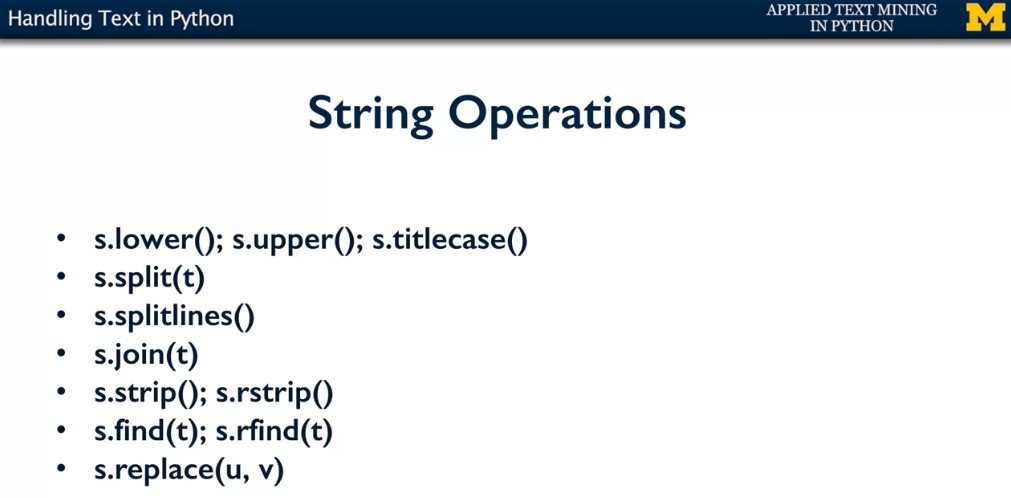 Handling Text in Python
APPLIED TEXT MINING
IN PYTHON
M
String Operations
• s.lower(); s.upper(); s.titlecase()
• s.split(t)
• s.splitlines()
• s.join(t)
• s.strip(); s.rstrip()
• s.find(t); s.rfind(t)
• s.replace(u, v)